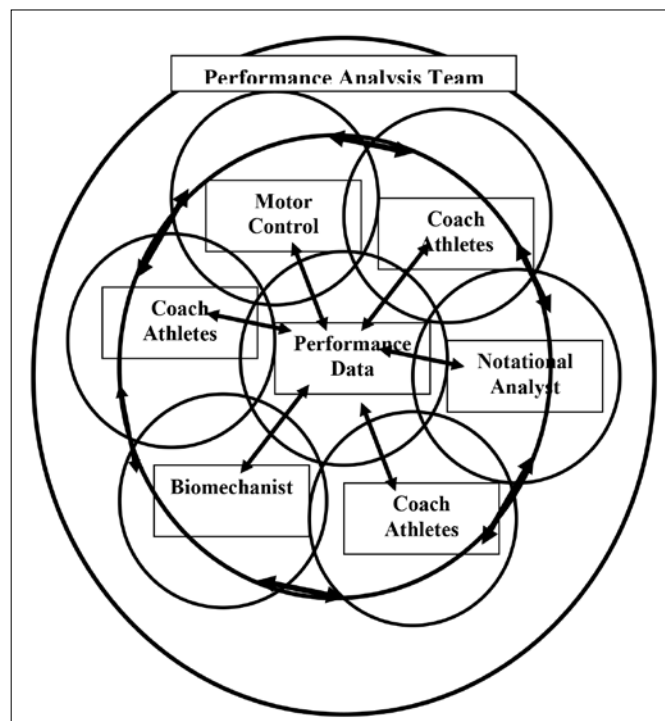 Performance Analysis Team
Motor
Control
Coach
Athletes
Coach
Athletes
Performance
Data
Notational
Analyst
Biomechanist
Coach
Athletes